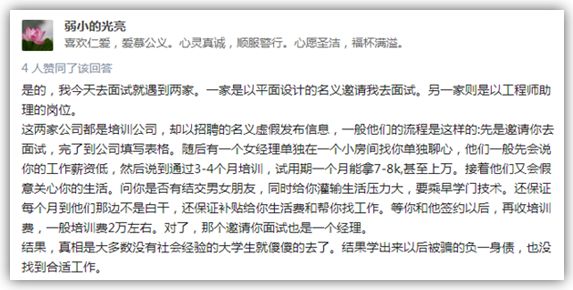 弱小的光亮
喜欢仁爱，爱慕公义。心灵真诚，顺服警行。心愿圣洁，福杯满溢。
4 人赞同了该回答
是的，我今天去面试就遇到两家。一家是以平面设计的名义邀请我去面试。另一家则是以工程师助
理的岗位。
这两家公司都是培训公司，却以招聘的名义虚假发布信息，一般他们的流程是这样的:先是邀请你去
面试，完了到公司填写表格。随后有一个女经理单独在一个小房间找你单独聊心，他们一般先会说
你的工作薪资低，然后说到通过3-4个月培训，试用期一个月能拿7-8k,甚至上万。接着他们又会假
意关心你的生活。问你是否有结交男女朋友，同时给你灌输生活压力大，要乘早学门技术。还保证
每个月到他们那边不是白干，还保证补贴给你生活费和帮你找工作。等你和他签约以后，再收培训
费，一般培训费2万左右。对了，那个邀请你面试也是一个经理。
结果，真相是大多数没有社会经验的大学生就傻傻的去了。结果学出来以后被骗的负一身债，也没
找到合适工作。